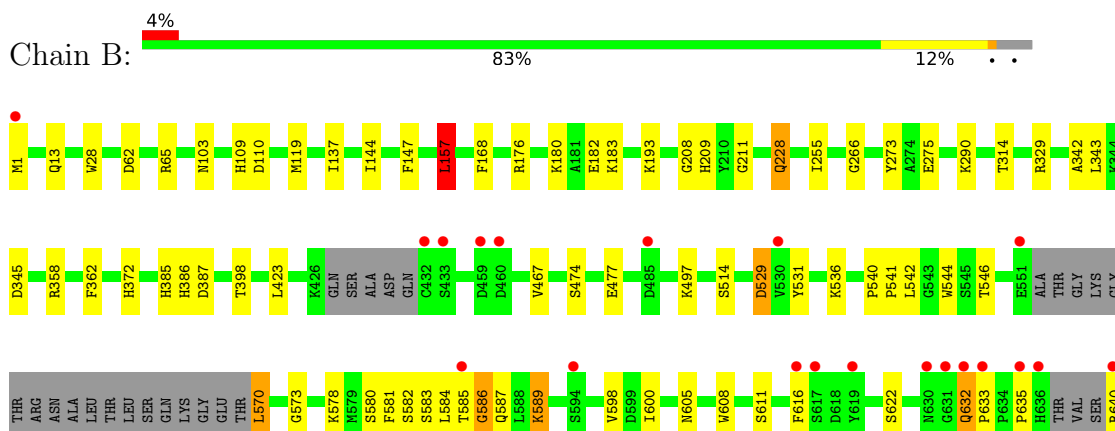 4%
Chain B:
83% 12% • •
M1 Q13 W28 D62 R65 N103 H109 D110 M119 I137 I144 F147 L157 F168 R176 K180 A181 E182 K183 K193 G208 H209 Y210 G211 Q228 I255 G266 Y273 A274 E275 K290 T314 R329 A342 L343 K344
D345 R358 F362 H372 H385 H386 D387 T398 L423 K426 GLN SER ALA ASP GLN C432 S433 D459 D460 V467 S474 E477 D485 K497 S514 D529 V530 Y531 K536 P540 P541 L542 G543 W544 S545 T546 E551 ALA THR GLY LYS GLY
THR ARG ASN ALA LEU THR LEU SER GLN LYS GLY GLU THR L570 G573 K578 M579 S580 F581 S582 S583 L584 T585 G586 Q587 L588 K589 S594 V598 D599 I600 N605 W608 S611 F616 S617 D618 Y619 S622 N630 G631 Q632 P633 P634 P635 H636 THR VAL SER